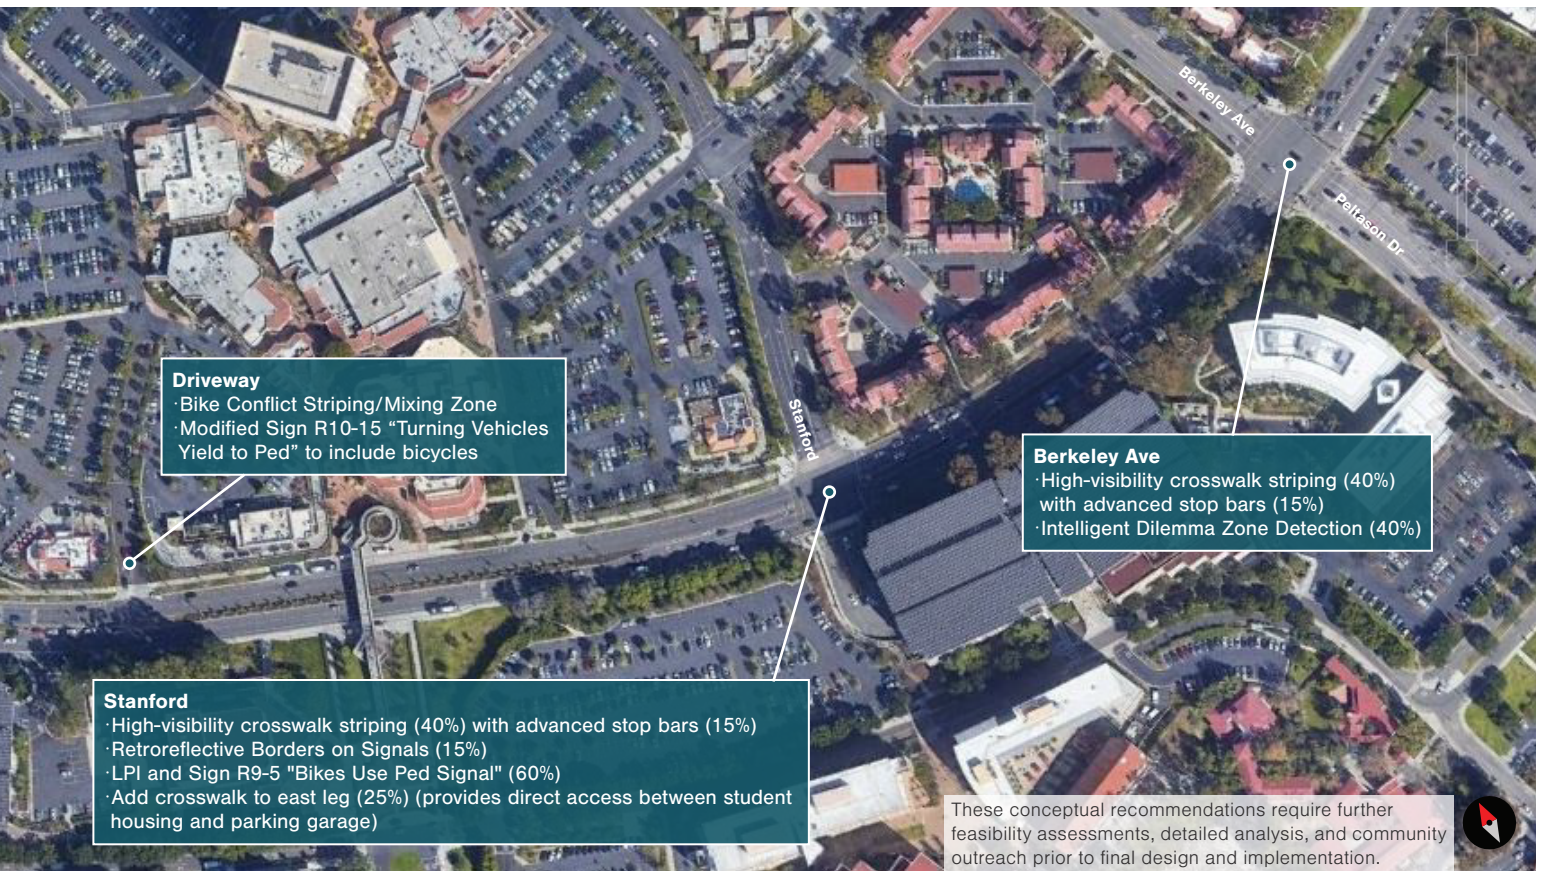 Berkeley Ave
Peltason Dr
Stanford
Driveway
·Bike Conflict Striping/Mixing Zone
·Modified Sign R10-15 “Turning Vehicles
Yield to Ped” to include bicycles
Berkeley Ave
·High-visibility crosswalk striping (40%)
with advanced stop bars (15%)
·Intelligent Dilemma Zone Detection (40%)
Stanford
·High-visibility crosswalk striping (40%) with advanced stop bars (15%)
·Retroreflective Borders on Signals (15%)
·LPI and Sign R9-5 "Bikes Use Ped Signal" (60%)
·Add crosswalk to east leg (25%) (provides direct access between student
housing and parking garage)
These conceptual recommendations require further
feasibility assessments, detailed analysis, and community
outreach prior to final design and implementation.